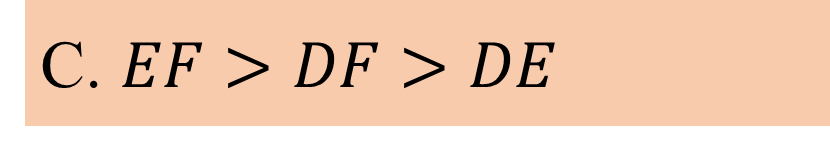 C. EF > DF > DE